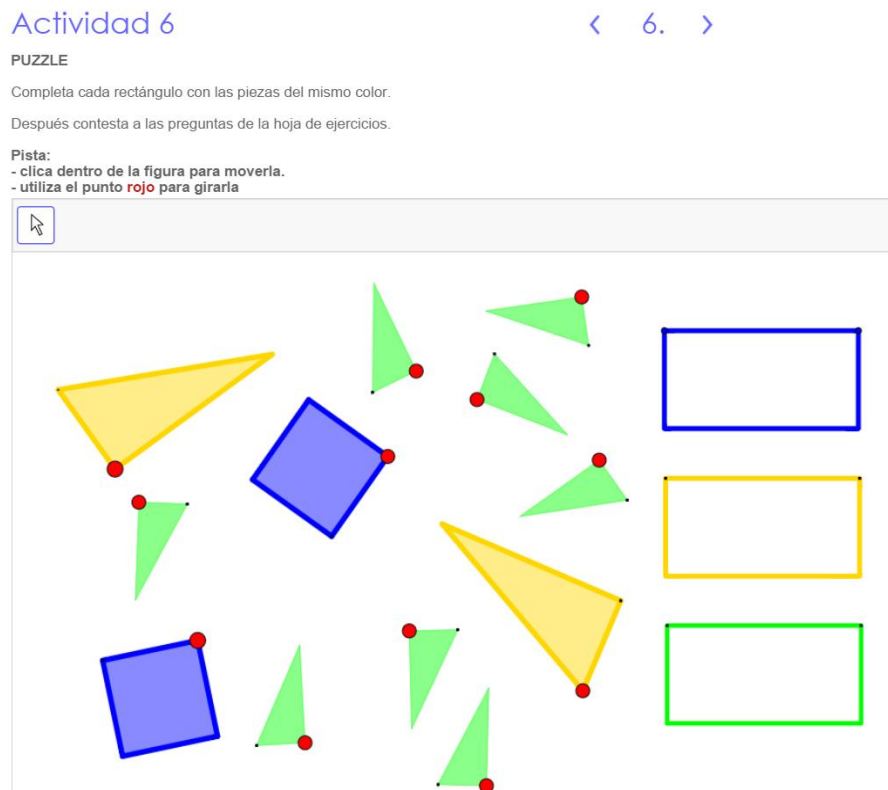 Actividad 6
6.
PUZZLE
Completa cada rectángulo con las piezas del mismo color.
Después contesta a las preguntas de la hoja de ejercicios.
Pista:
- clica dentro de la figura para moverla.
- utiliza el punto rojo para girarla